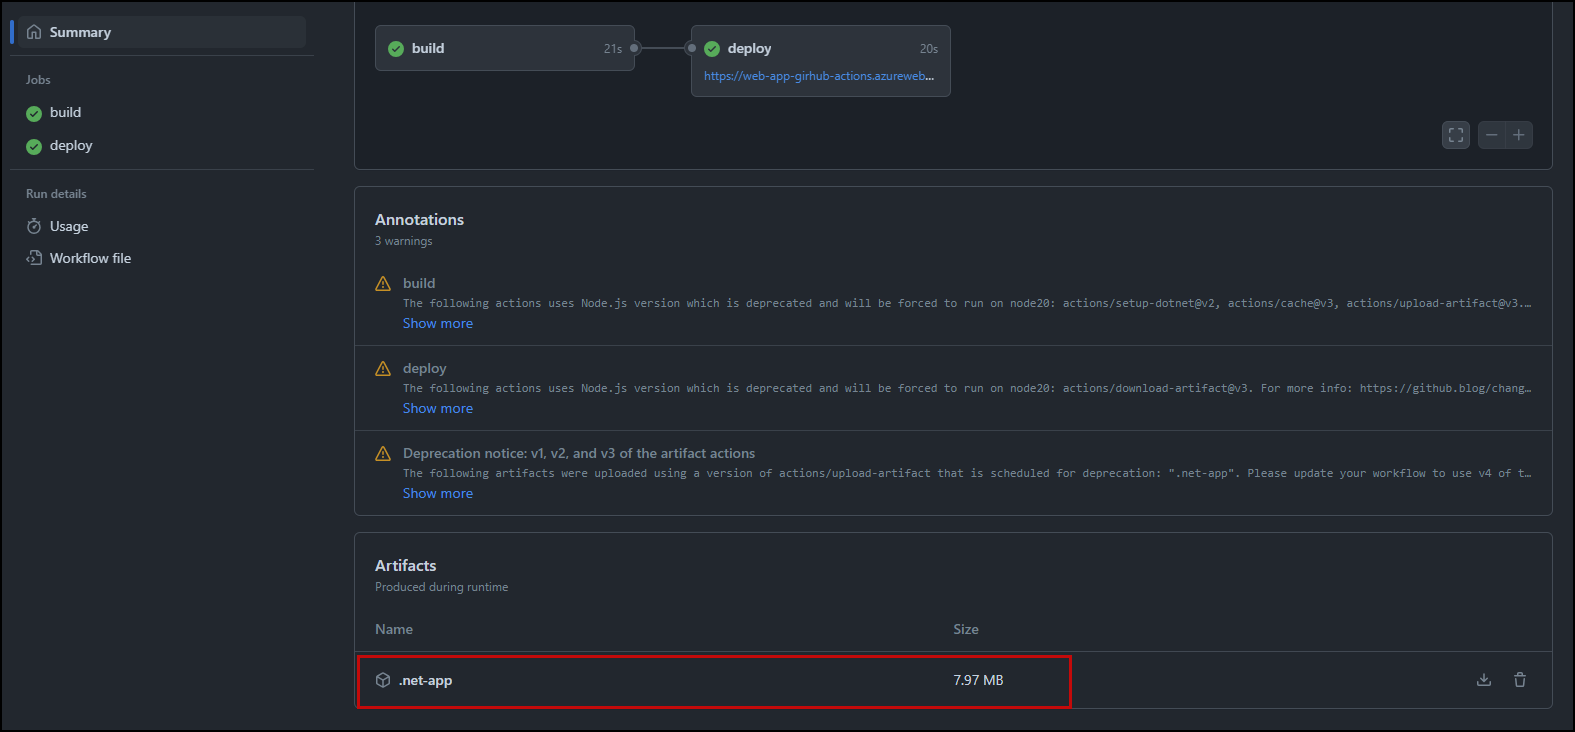 Summary
Jobs
build
deploy
Run details
Usage
Workflow file
build 21s
deploy 20s
https://web-app-girhub-actions.azureweb...
Annotations
3 warnings
build
The following actions uses Node.js version which is deprecated and will be forced to run on node20: actions/setup-dotnet@v2, actions/cache@v3, actions/upload-artifact@v3.…
Show more
deploy
The following actions uses Node.js version which is deprecated and will be forced to run on node20: actions/download-artifact@v3. For more info: https://github.blog/chang…
Show more
Deprecation notice: v1, v2, and v3 of the artifact actions
The following artifacts were uploaded using a version of actions/upload-artifact that is scheduled for deprecation: ".net-app". Please update your workflow to use v4 of t…
Show more
Artifacts
Produced during runtime
Name Size
.net-app 7.97 MB